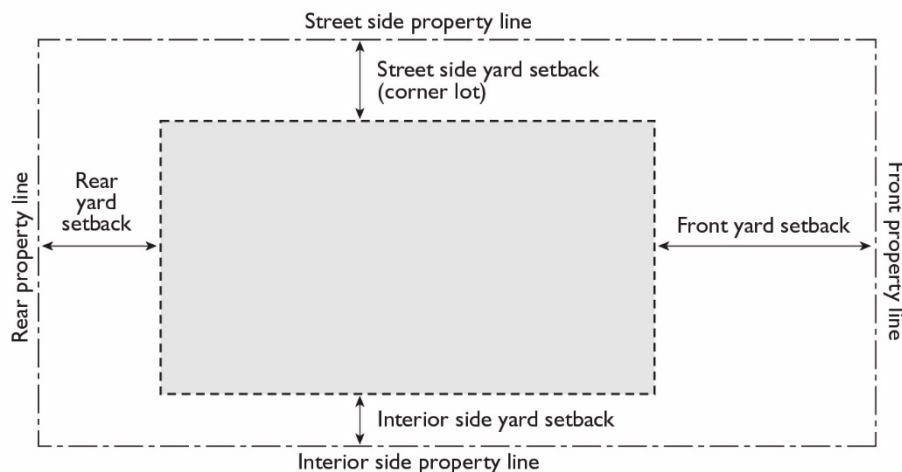 Street side property line
Street side yard setback
(corner lot)
Rear
yard
setback
Rear property line
Front yard setback
Front property line
Interior side yard setback
Interior side property line